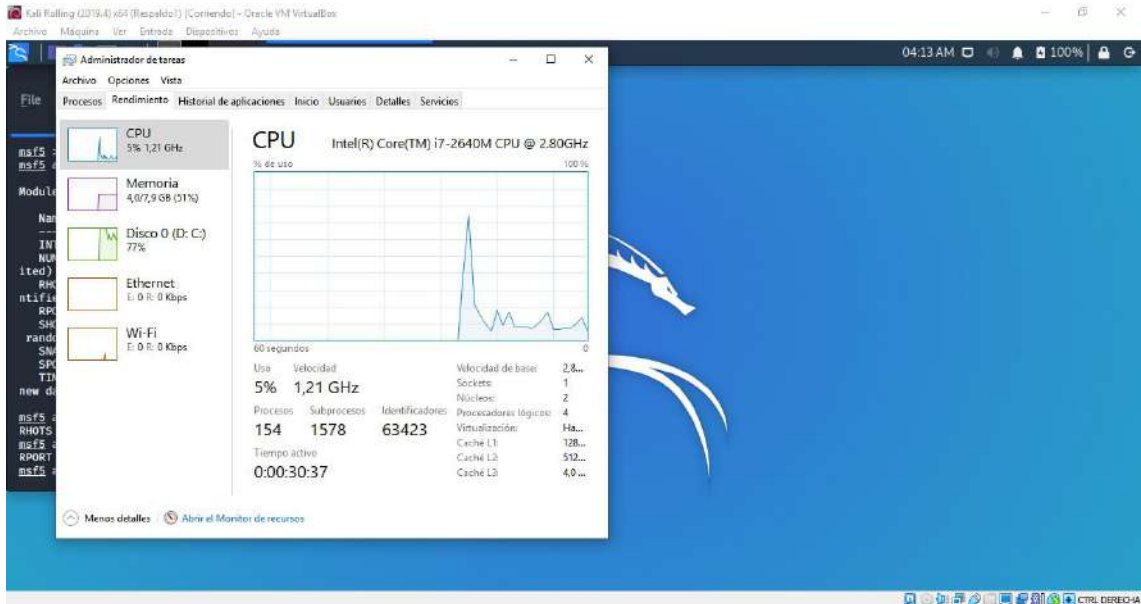 Kali Rolling (2019.4) x64 (Respaldo1) [Corriendo] - Oracle VM VirtualBox
Archivo Máquina Ver Entrada Dispositivos Ayuda
04:13 AM 100%
Administrador de tareas
Archivo Opciones Vista
Procesos Rendimiento Historial de aplicaciones Inicio Usuarios Detalles Servicios
File
msf5
msf5
Module
ited)
ntifie
rando
new da
msf5
RHOTS
msf5
RPORT
msf5
CPU
5% 1,21 GHz
Memoria
4,0/7,9 GB (51%)
Disco 0 (D: C:)
77%
Ethernet
E: 0 R: 0 Kbps
Wi-Fi
E: 0 R: 0 Kbps
CPU Intel(R) Core(TM) i7-2640M CPU @ 2.80GHz
% de uso 100 %
60 segundos 0
Uso Velocidad
5% 1,21 GHz
Procesos Subprocesos Identificadores
154 1578 63423
Tiempo activo
0:00:30:37
Velocidad de base: 2,8...
Sockets: 1
Núcleos: 2
Procesadores lógicos: 4
Virtualización: Ha...
Caché L1: 128...
Caché L2: 512...
Caché L3: 4,0 ...
Menos detalles Abrir el Monitor de recursos
CTRL DERECHA